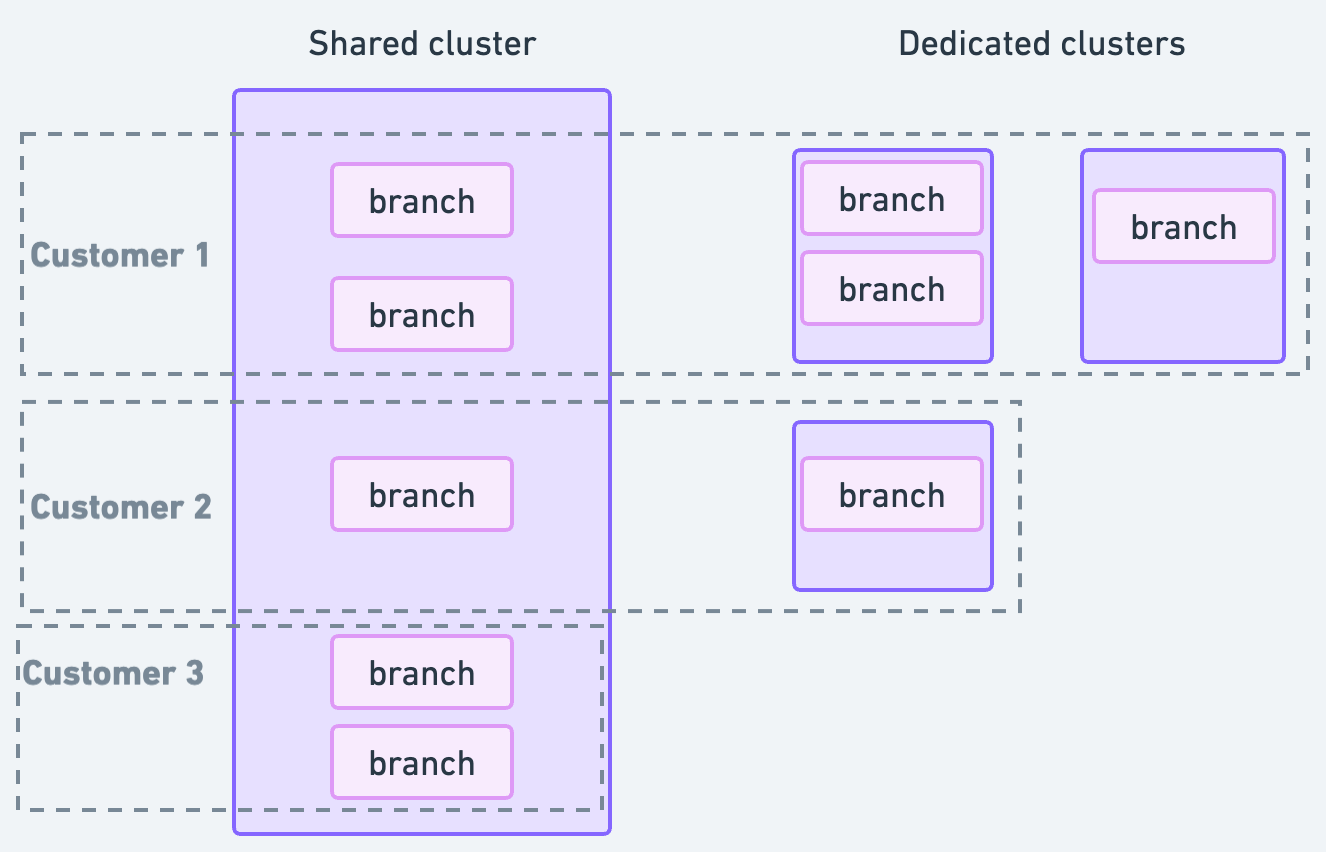 Shared cluster
Dedicated clusters
Customer 1
branch
branch
branch
branch
branch
Customer 2
branch
branch
Customer 3
branch
branch